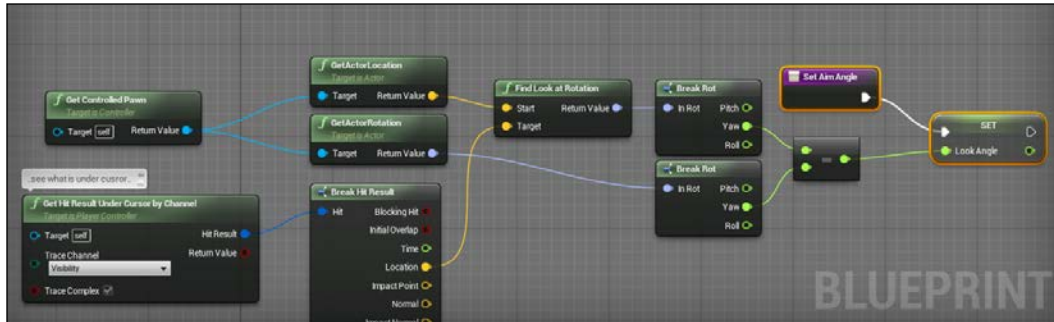 GetActorLocation
Target is Actor
Target
Return Value
Get Controlled Pawn
Target is Controller
Target
self
Return Value
GetActorRotation
Target is Actor
Target
Return Value
Find Look at Rotation
Start
Return Value
Target
Break Rot
In Rot
Pitch
Yaw
Roll
Break Rot
In Rot
Pitch
Yaw
Roll
Set Aim Angle
SET
Look Angle
..see what is under cusror..
Get Hit Result Under Cursor by Channel
Target is Player Controller
Target
self
Hit Result
Trace Channel
Return Value
Visibility
Trace Complex
Break Hit Result
Hit
Blocking Hit
Initial Overlap
Time
Location
Impact Point
Normal
Impact Normal
BLUEPRINT